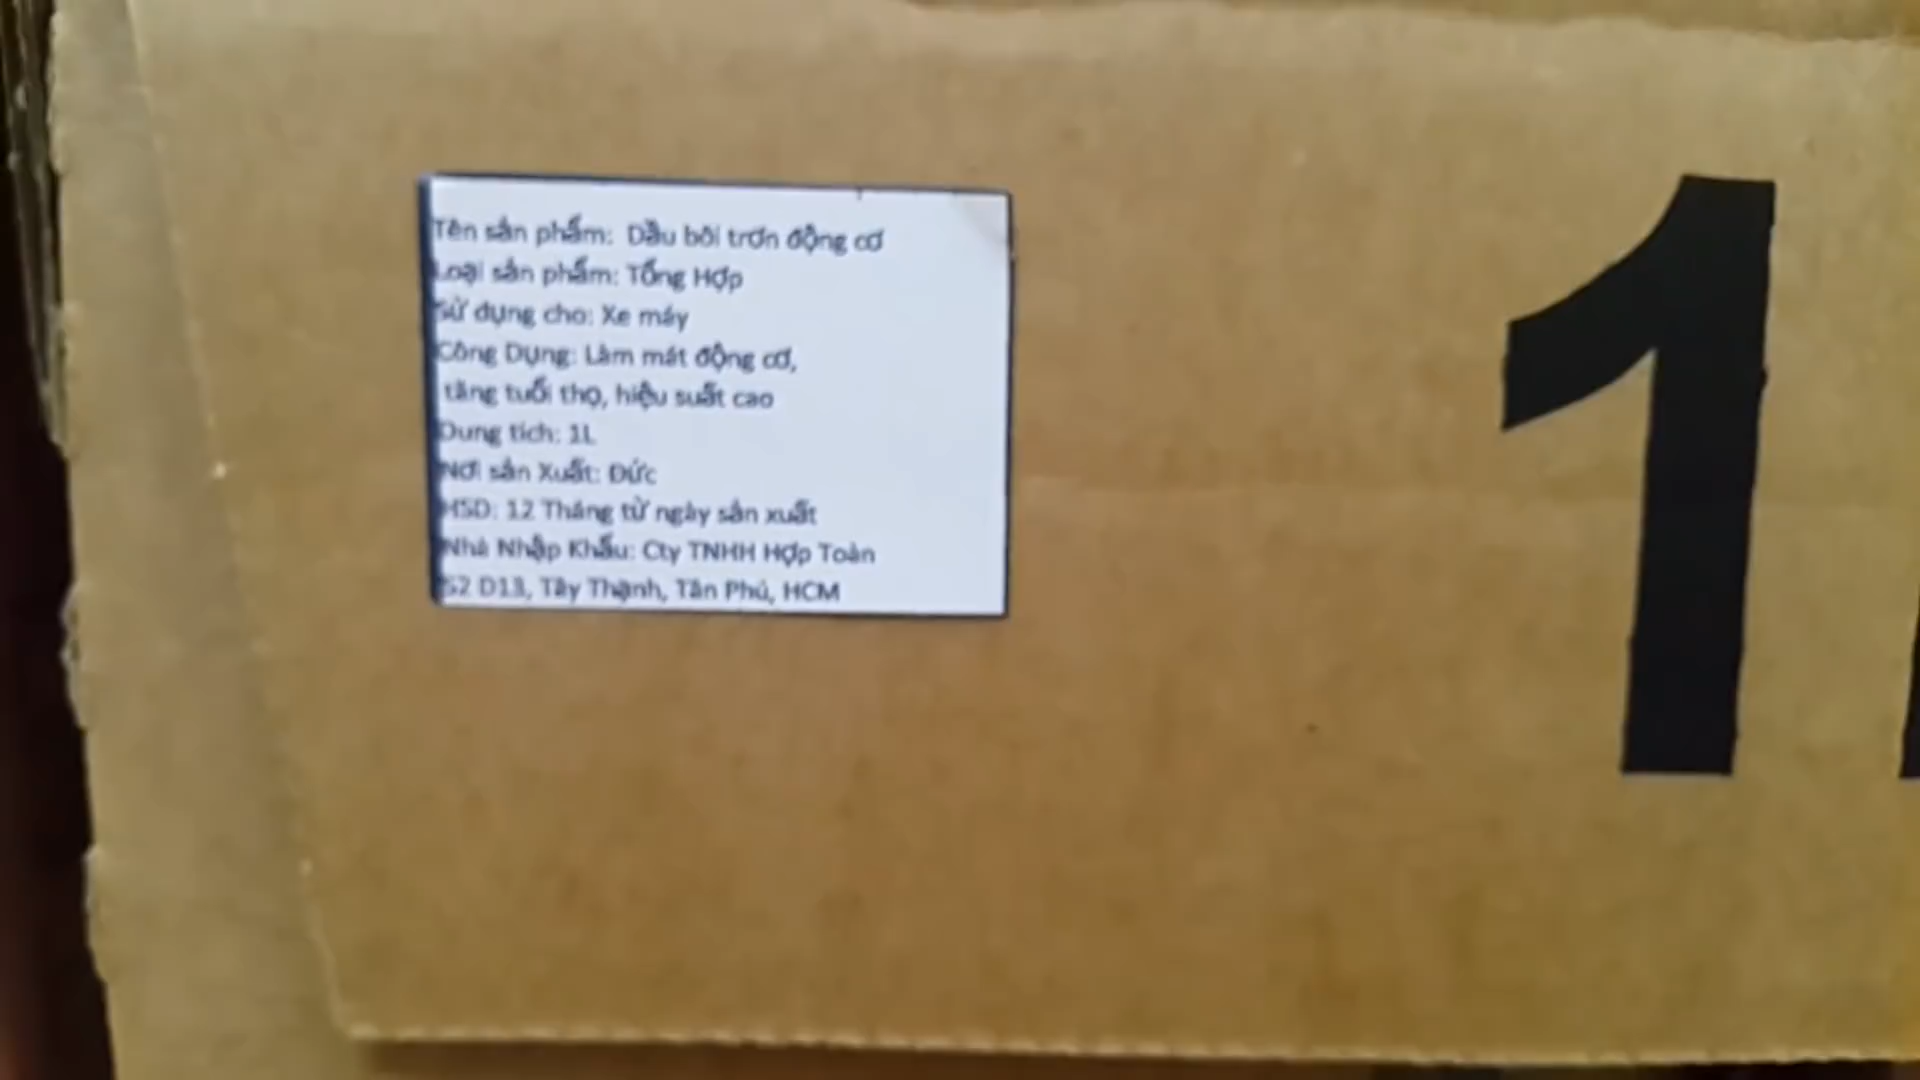 Tên sản phẩm: Dầu bôi trơn động cơ
Loại sản phẩm: Tổng Hợp
Sử dụng cho: Xe máy
Công Dụng: Làm mát động cơ,
tăng tuổi thọ, hiệu suất cao
Dung tích: 1L
Nơi sản Xuất: Đức
HSD: 12 Tháng từ ngày sản xuất
Nhà Nhập Khẩu: Cty TNHH Hợp Toàn
52 D13, Tây Thạnh, Tân Phú, HCM
1